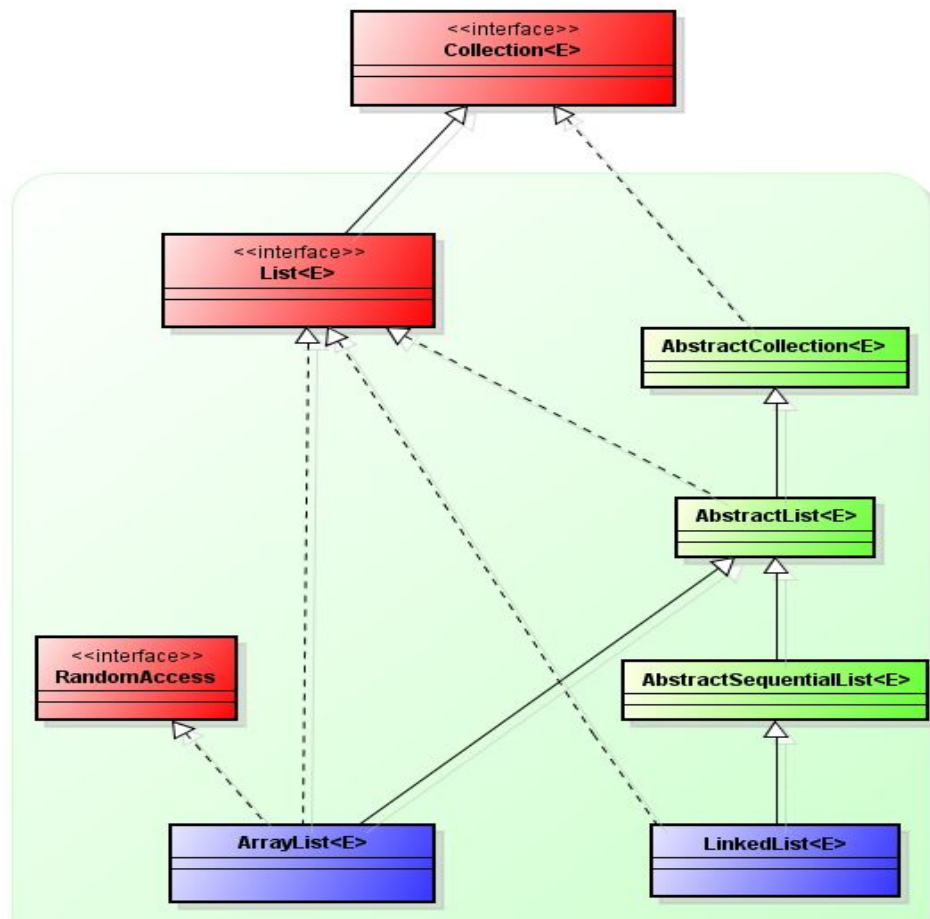 <<interface>>
Collection<E>
<<interface>>
List<E>
AbstractCollection<E>
AbstractList<E>
<<interface>>
RandomAccess
AbstractSequentialList<E>
ArrayList<E>
LinkedList<E>